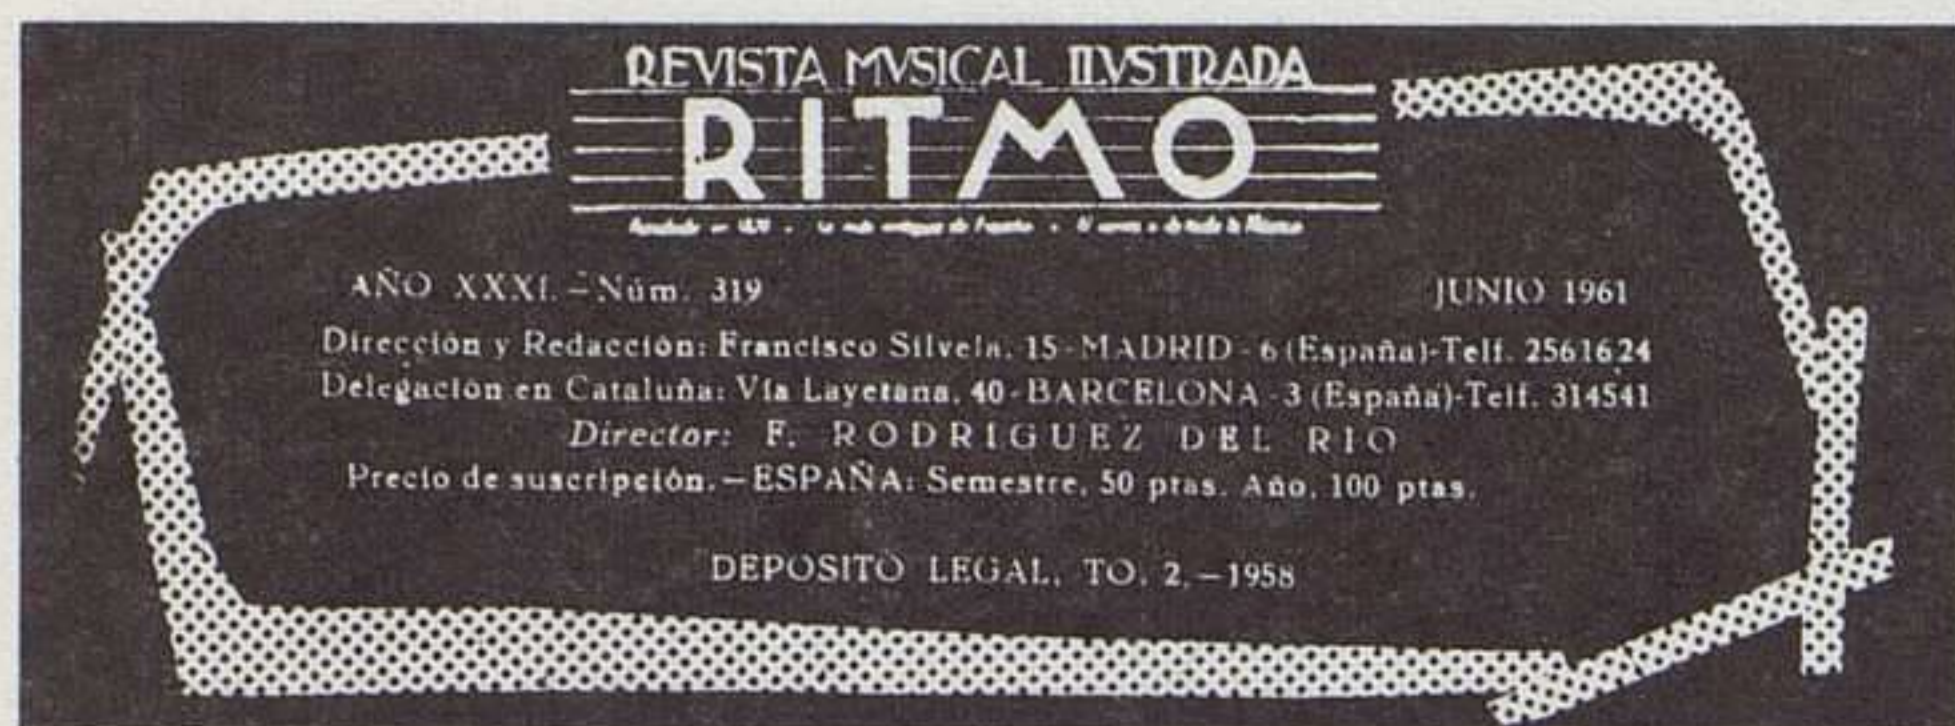 REVISTA MVSICAL ILVSTRADA
RITMO
AÑO XXXI.–Núm. 319
JUNIO 1961
Dirección y Redacción: Francisco Silvela, 15-MADRID-6 (España)-Telf. 2561624
Delegación en Cataluña: Vía Layetana, 40-BARCELONA-3 (España)-Telf. 314541
Director: F. RODRIGUEZ DEL RIO
Precio de suscripción.—ESPAÑA: Semestre, 50 ptas. Año, 100 ptas.
DEPOSITO LEGAL, TO. 2.—1958